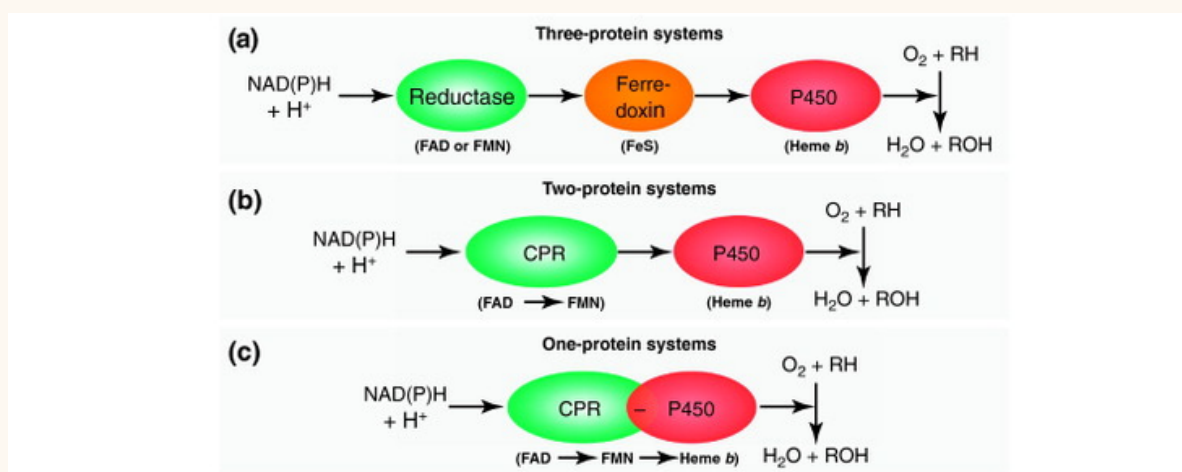 (a)
Three-protein systems
NAD(P)H
+ H⁺
Reductase
(FAD or FMN)
Ferre-
doxin
(FeS)
P450
(Heme b)
O₂ + RH
H₂O + ROH
(b)
Two-protein systems
NAD(P)H
+ H⁺
CPR
(FAD → FMN)
P450
(Heme b)
O₂ + RH
H₂O + ROH
(c)
One-protein systems
NAD(P)H
+ H⁺
CPR – P450
(FAD → FMN → Heme b)
O₂ + RH
H₂O + ROH